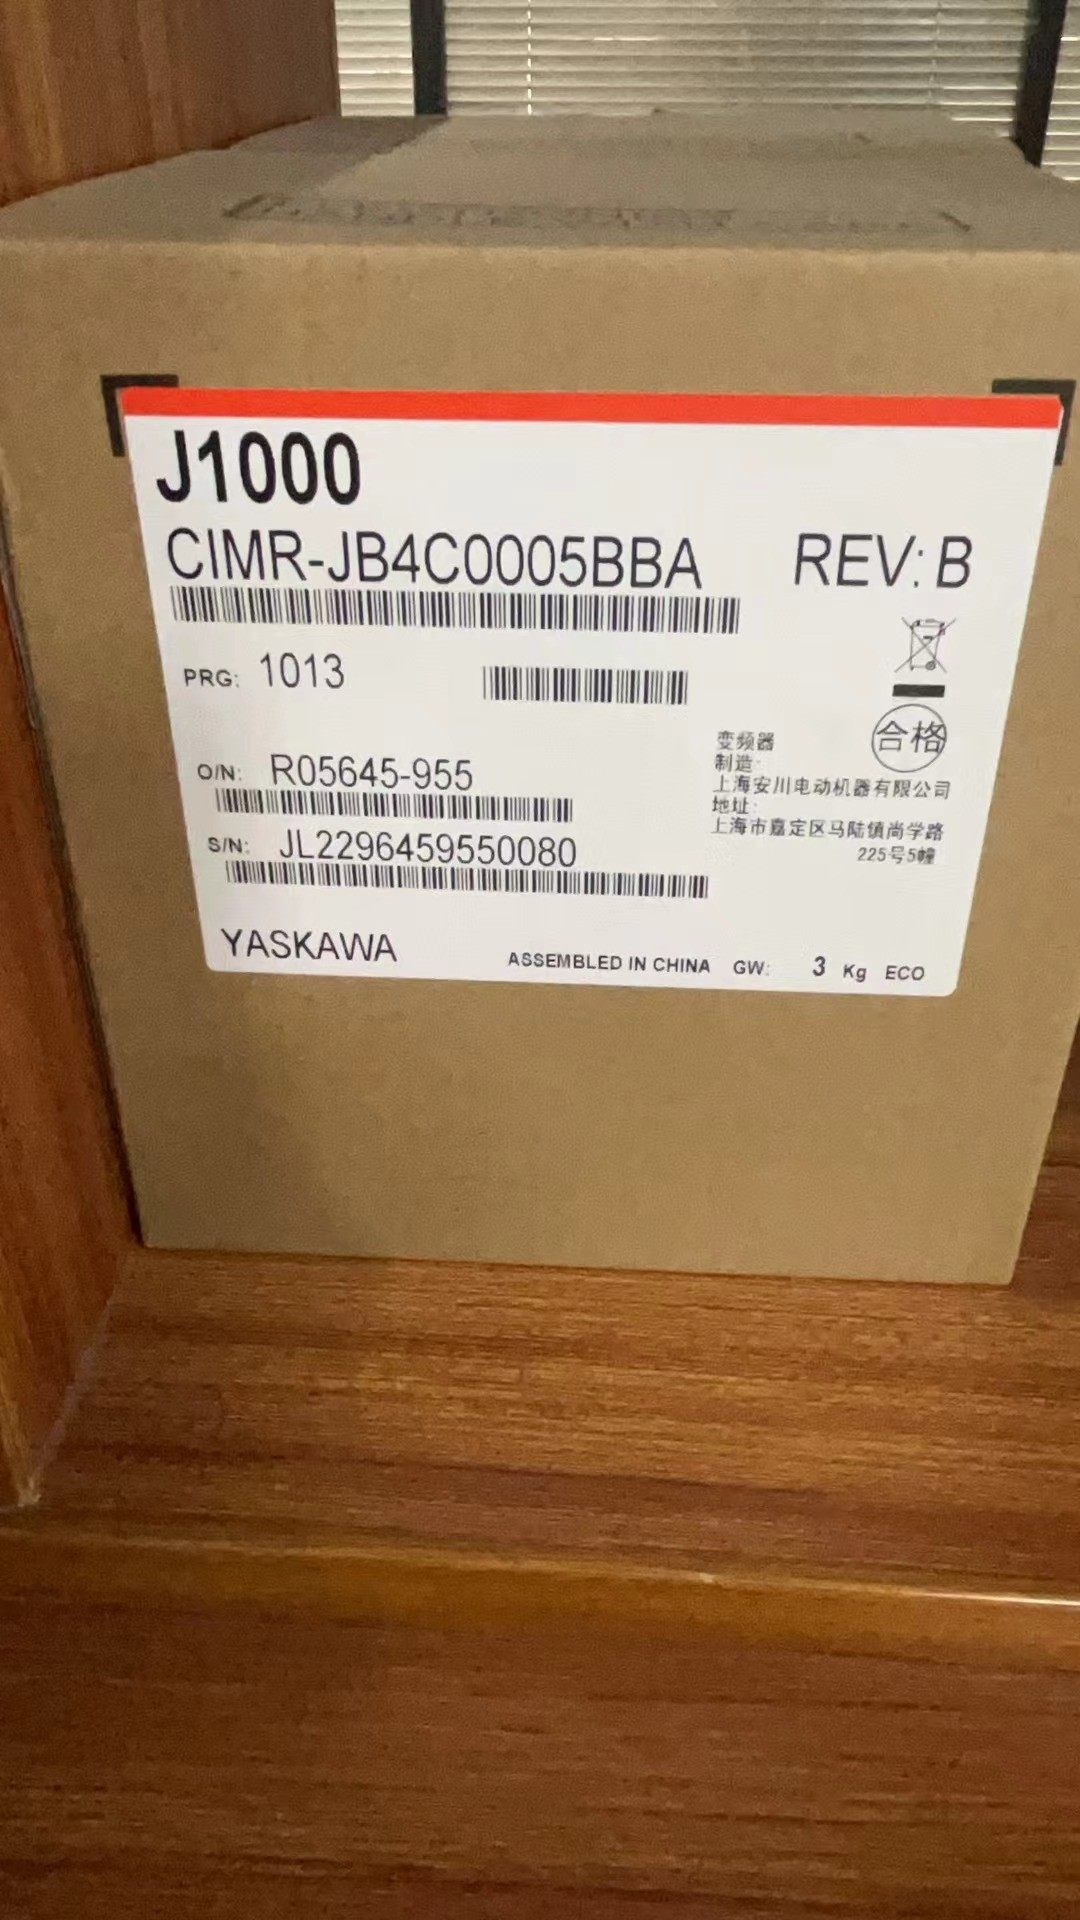 J1000
CIMR-JB4C0005BBA
REV: B
PRG: 1013
合格
O/N: R05645-955
S/N: JL2296459550080
变频器
制造:
上海安川电动机器有限公司
地址:
上海市嘉定区马陆镇尚学路
225号5幢
YASKAWA
ASSEMBLED IN CHINA GW: 3 Kg ECO